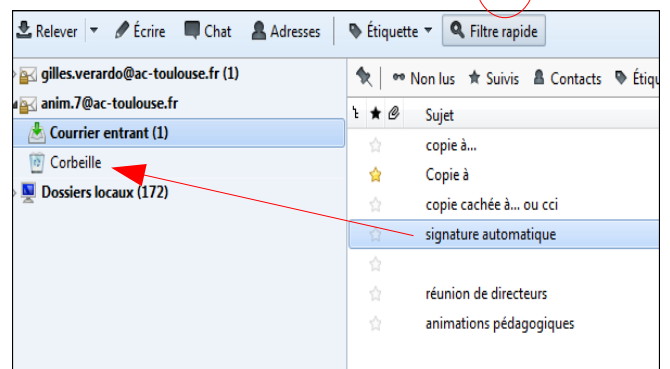 Relever Écrire Chat Adresses Étiquette Filtre rapide
gilles.verardo@ac-toulouse.fr (1)
anim.7@ac-toulouse.fr
Courrier entrant (1)
Corbeille
Dossiers locaux (172)
Non lus Suivis Contacts Étiqu
Sujet
copie à...
Copie à
copie cachée à... ou cci
signature automatique
réunion de directeurs
animations pédagogiques